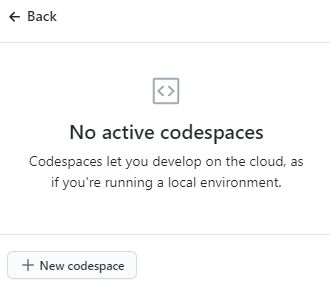 Back
No active codespaces
Codespaces let you develop on the cloud, as
if you're running a local environment.
New codespace